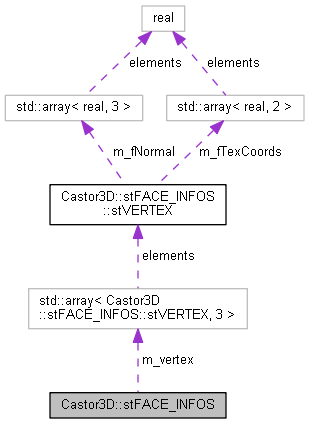 real
elements
elements
std::array< real, 3 >
std::array< real, 2 >
m_fNormal
m_fTexCoords
Castor3D::stFACE_INFOS
::stVERTEX
elements
std::array< Castor3D
::stFACE_INFOS::stVERTEX, 3 >
m_vertex
Castor3D::stFACE_INFOS